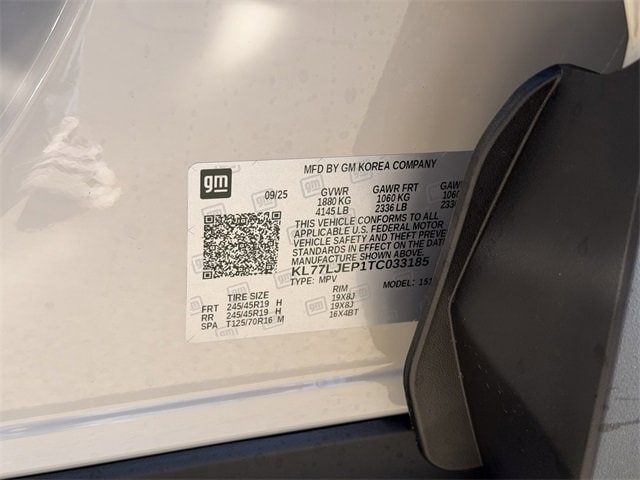 MFD BY GM KOREA COMPANY
gm
09/25 GVWR GAWR FRT
1880 KG 1060 KG
4145 LB 2336 LB
THIS VEHICLE CONFORMS TO ALL
APPLICABLE U.S. FEDERAL MOTOR
VEHICLE SAFETY AND THEFT
STANDARDS IN EFFECT ON THE
MANUFACTURE SHOWN ABOVE.
KL77LJEP1TC033185
TYPE: MPV MODEL:
TIRE SIZE RIM
FRT 245/45R19 H 19X8J
RR 245/45R19 H 19X8J
SPA T125/70R16 M 16X4BT